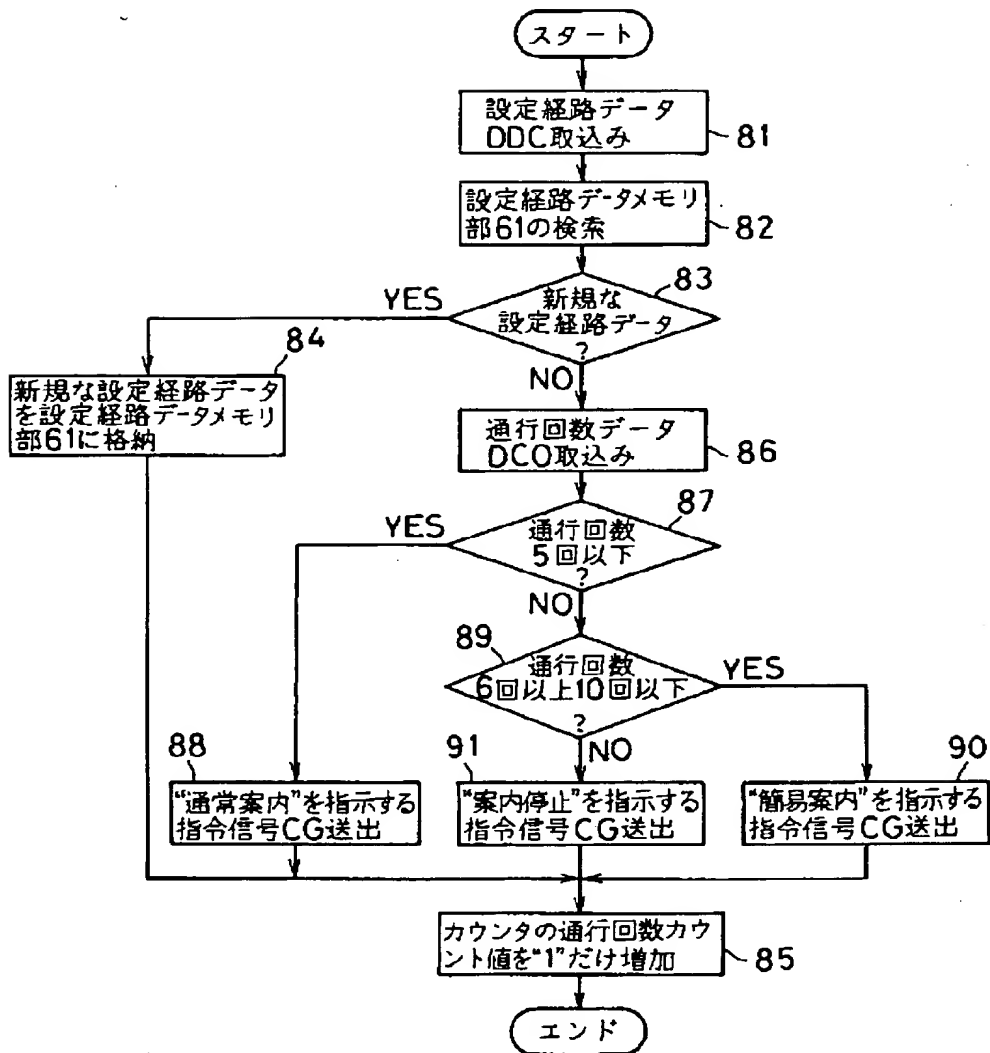 スタート
設定経路データ
DDC取込み
81
設定経路データメモリ
部61の検索
82
83
YES
新規な
設定経路データ
?
84
NO
新規な設定経路データ
を設定経路データメモリ
部61に格納
通行回数データ
DCO取込み
86
87
YES
通行回数
5回以下
?
NO
89
通行回数
6回以上10回以下
?
YES
88
91
NO
90
“通常案内”を指示する
指令信号CG送出
“案内停止”を指示する
指令信号CG送出
“簡易案内”を指示する
指令信号CG送出
カウンタの通行回数カウ
ント値を“1”だけ増加
85
エンド